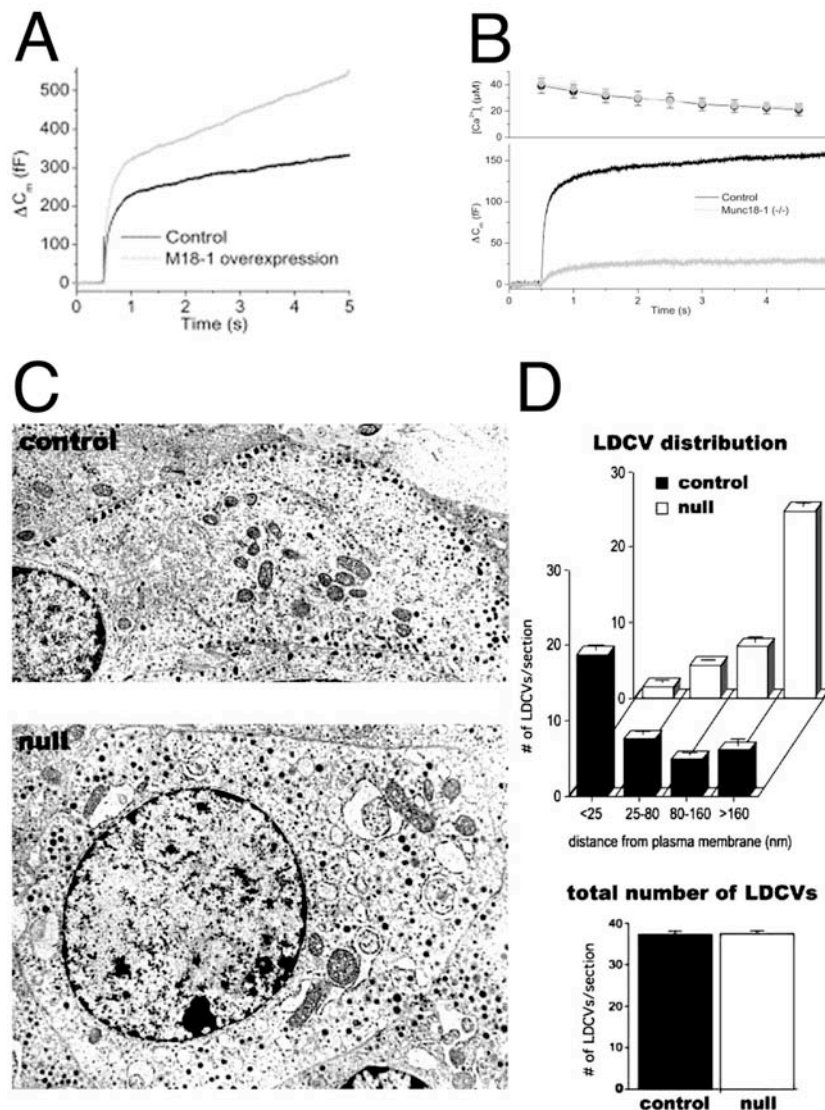 A
ΔCm (fF)
500
400
300
200
100
0
Control
M18-1 overexpression
0 1 2 3 4 5
Time (s)
B
[Ca2+]i (µM)
40
20
0
ΔCm (fF)
150
100
50
0
Control
Munc18-1 (-/-)
0 1 2 3 4
Time (s)
C
control
null
D
LDCV distribution
control
null
30
20
10
0
# of LDCVs/section
30
20
10
0
<25 25-80 80-160 >160
distance from plasma membrane (nm)
total number of LDCVs
# of LDCVs/section
40
30
20
10
0
control null